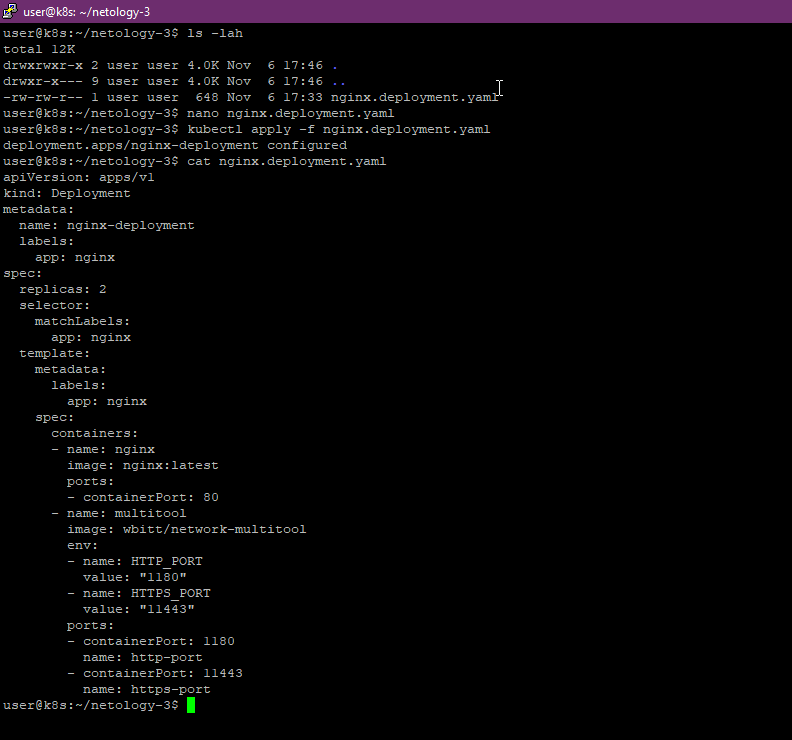 user@k8s: ~/netology-3
user@k8s:~/netology-3$ ls -lah
total 12K
drwxrwxr-x 2 user user 4.0K Nov  6 17:46 .
drwxr-x--- 9 user user 4.0K Nov  6 17:46 ..
-rw-rw-r-- 1 user user  648 Nov  6 17:33 nginx.deployment.yaml
user@k8s:~/netology-3$ nano nginx.deployment.yaml
user@k8s:~/netology-3$ kubectl apply -f nginx.deployment.yaml
deployment.apps/nginx-deployment configured
user@k8s:~/netology-3$ cat nginx.deployment.yaml
apiVersion: apps/v1
kind: Deployment
metadata:
  name: nginx-deployment
  labels:
    app: nginx
spec:
  replicas: 2
  selector:
    matchLabels:
      app: nginx
  template:
    metadata:
      labels:
        app: nginx
    spec:
      containers:
      - name: nginx
        image: nginx:latest
        ports:
        - containerPort: 80
      - name: multitool
        image: wbitt/network-multitool
        env:
        - name: HTTP_PORT
          value: "1180"
        - name: HTTPS_PORT
          value: "11443"
        ports:
        - containerPort: 1180
          name: http-port
        - containerPort: 11443
          name: https-port
user@k8s:~/netology-3$